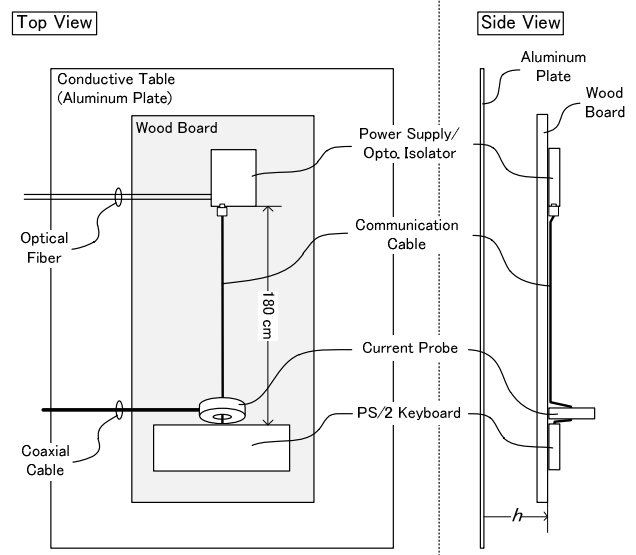 Top View
Side View
Conductive Table
(Aluminum Plate)
Wood Board
Aluminum
Plate
Wood
Board
Power Supply/
Opto. Isolator
Optical
Fiber
Communication
Cable
180 cm
Current Probe
PS/2 Keyboard
Coaxial
Cable
h